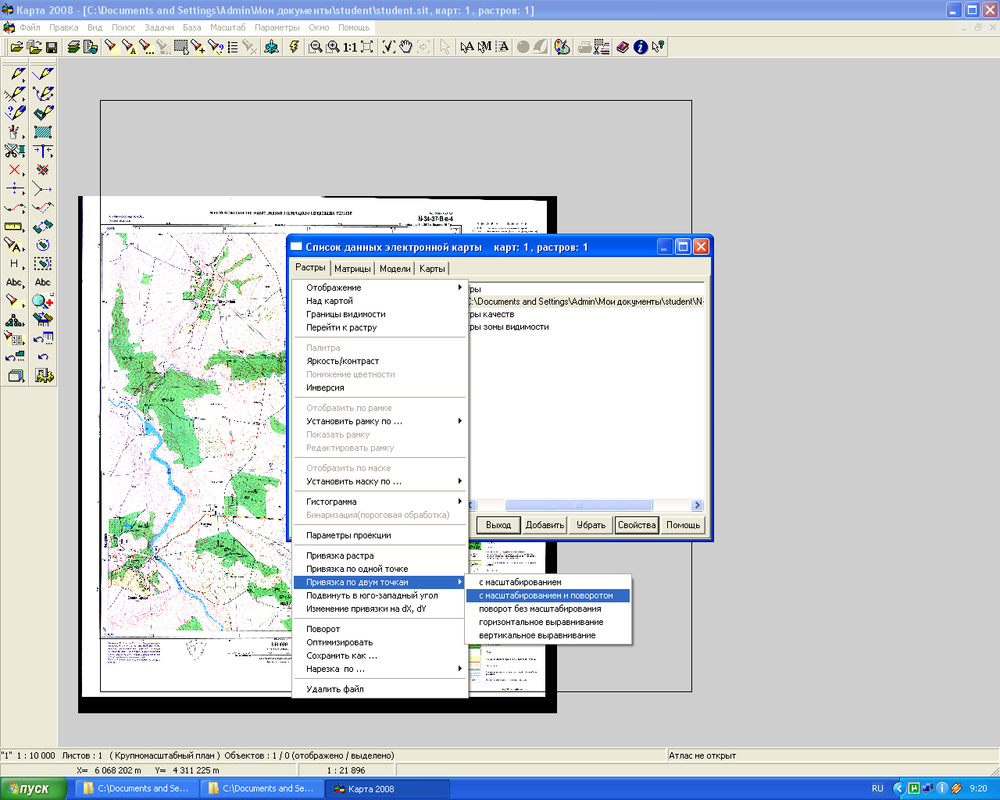 Карта 2008 - [C:\Documents and Settings\Admin\Мои документы\student\student.sit, карт: 1, растров: 1]
Файл Правка Вид Поиск Задачи База Масштаб Параметры Окно Помощь
1:1
N-34-37-В-в-4
Список данных электронной карты карт: 1, растров: 1
Растры Матрицы Модели Карты
Отображение
Над картой
Границы видимости
Перейти к растру
Палитра
Яркость/контраст
Понижение цветности
Инверсия
Отобразить по рамке
Установить рамку по ...
Показать рамку
Редактировать рамку
Отобразить по маске
Установить маску по ...
Гистограмма
Бинаризация(пороговая обработка)
Параметры проекции
Привязка растра
Привязка по одной точке
Привязка по двум точкам
Подвинуть в юго-западный угол
Изменение привязки на dX, dY
Поворот
Оптимизировать
Сохранить как ...
Нарезка по ...
Удалить файл
ры
C:\Documents and Settings\Admin\Мои документы\student\N-
ры качеств
ры зоны видимости
Выход Добавить Убрать Свойства Помощь
с масштабированием
с масштабированием и поворотом
поворот без масштабирования
горизонтальное выравнивание
вертикальное выравнивание
Abc Abc
"1" 1 : 10 000 Листов : 1 ( Крупномасштабный план ) Объектов : 1 / 0 (отображено / выделено) Атлас не открыт
X= 6 068 202 m Y= 4 311 225 m 1 : 21 896
пуск C:\Documents and Se... C:\Documents and Se... Карта 2008 RU 9:20